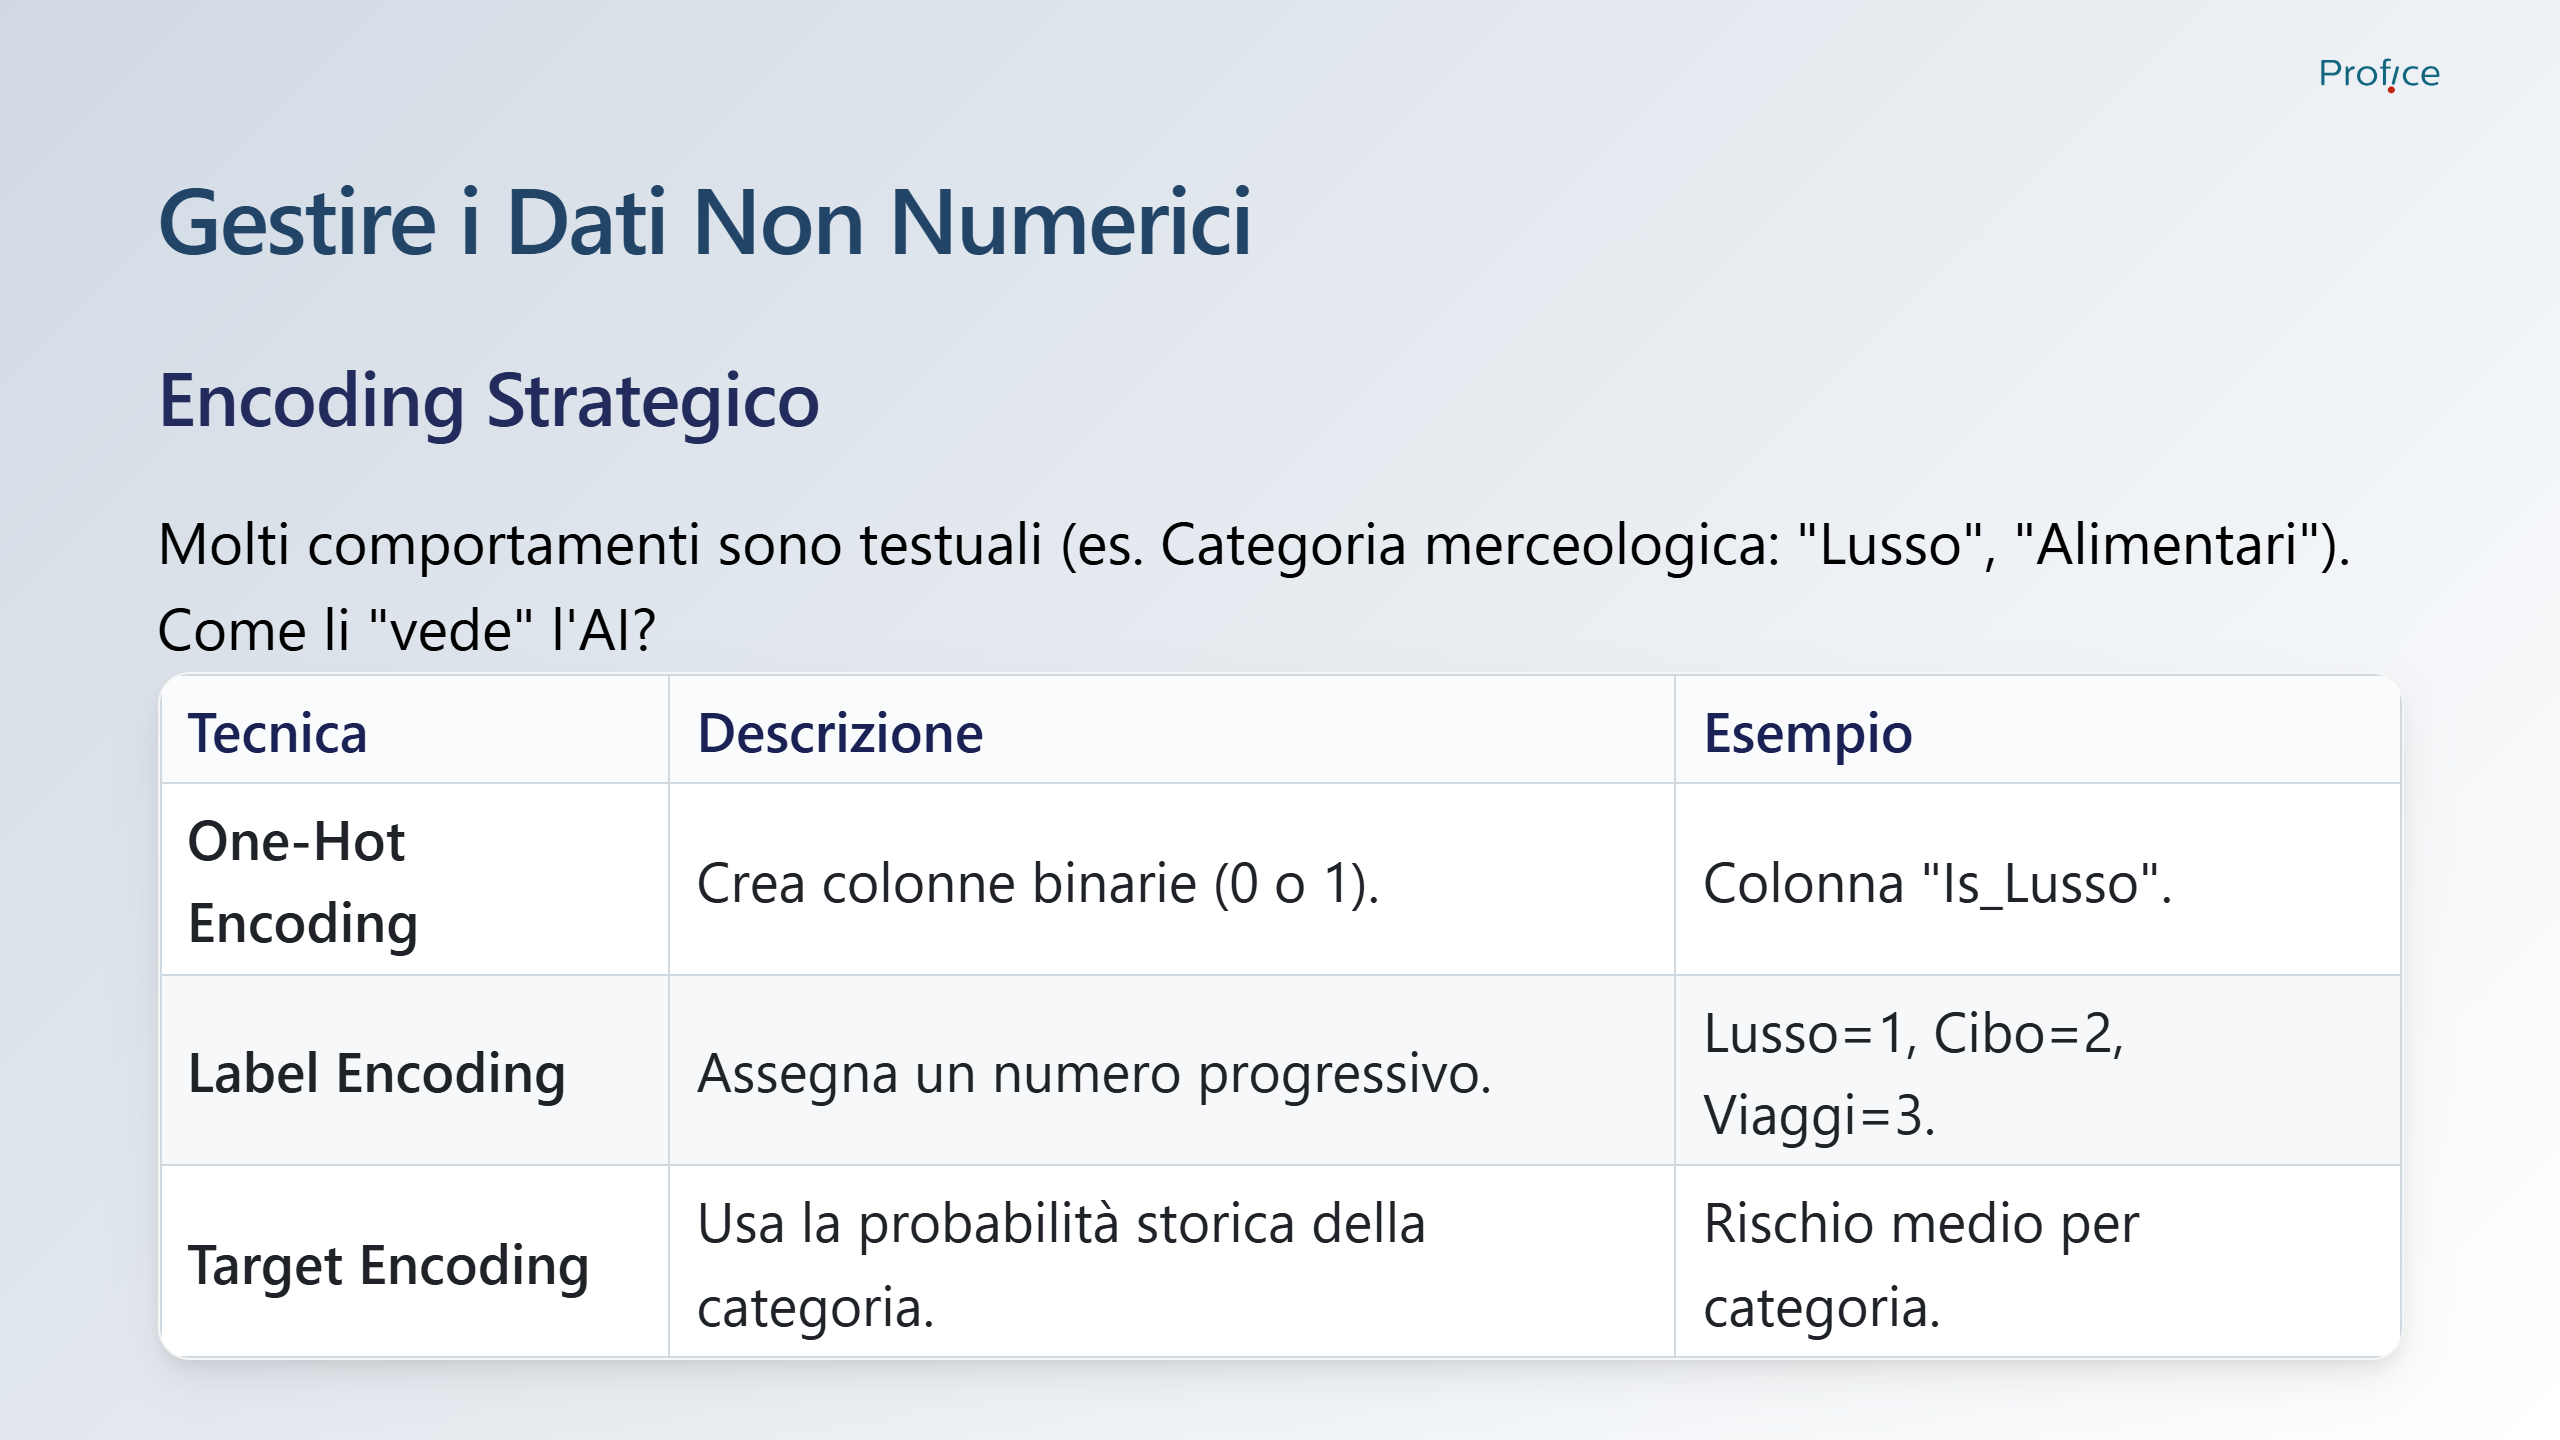 Profice
Gestire i Dati Non Numerici
Encoding Strategico
Molti comportamenti sono testuali (es. Categoria merceologica: "Lusso", "Alimentari").
Come li "vede" l'AI?
Tecnica
Descrizione
Esempio
One-Hot
Encoding
Crea colonne binarie (0 o 1).
Colonna "Is_Lusso".
Label Encoding
Assegna un numero progressivo.
Lusso=1, Cibo=2,
Viaggi=3.
Target Encoding
Usa la probabilità storica della
categoria.
Rischio medio per
categoria.